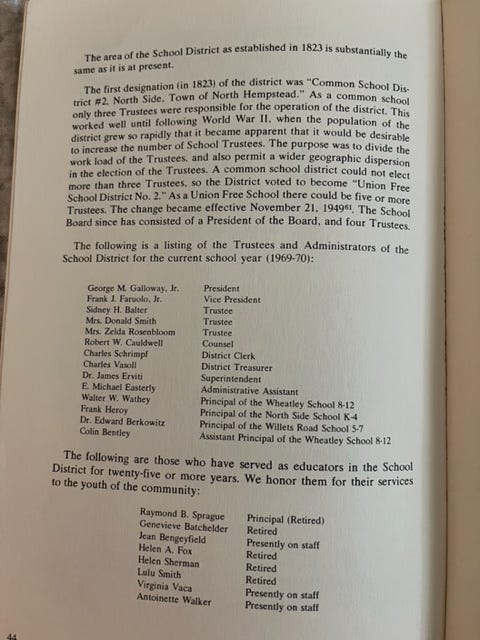 The area of the School District as established in 1823 is substantially the
same as it is at present.
The first designation (in 1823) of the district was "Common School Dis-
trict #2, North Side, Town of North Hempstead." As a common school
only three Trustees were responsible for the operation of the district. This
worked well until following World War II, when the population of the
district grew so rapidly that it became apparent that it would be desirable
to increase the number of School Trustees. The purpose was to divide the
work load of the Trustees, and also permit a wider geographic dispersion
in the election of the Trustees. A common school district could not elect
more than three Trustees, so the District voted to become "Union Free
School District No. 2." As a Union Free School there could be five or more
Trustees. The change became effective November 21, 1949⁶¹. The School
Board since has consisted of a President of the Board, and four Trustees.
The following is a listing of the Trustees and Administrators of the
School District for the current school year (1969-70):
George M. Galloway, Jr. President
Frank J. Faruolo, Jr. Vice President
Sidney H. Balter Trustee
Mrs. Donald Smith Trustee
Mrs. Zelda Rosenbloom Trustee
Robert W. Cauldwell Counsel
Charles Schrimpf District Clerk
Charles Vasoll District Treasurer
Dr. James Erviti Superintendent
E. Michael Easterly Administrative Assistant
Walter W. Wathey Principal of the Wheatley School 8-12
Frank Heroy Principal of the North Side School K-4
Dr. Edward Berkowitz Principal of the Willets Road School 5-7
Colin Bentley Assistant Principal of the Wheatley School 8-12
The following are those who have served as educators in the School
District for twenty-five or more years. We honor them for their services
to the youth of the community:
Raymond B. Sprague Principal (Retired)
Genevieve Batchelder Retired
Jean Bengeyfield Presently on staff
Helen A. Fox Retired
Helen Sherman Retired
Lulu Smith Retired
Virginia Vaca Presently on staff
Antoinette Walker Presently on staff
44